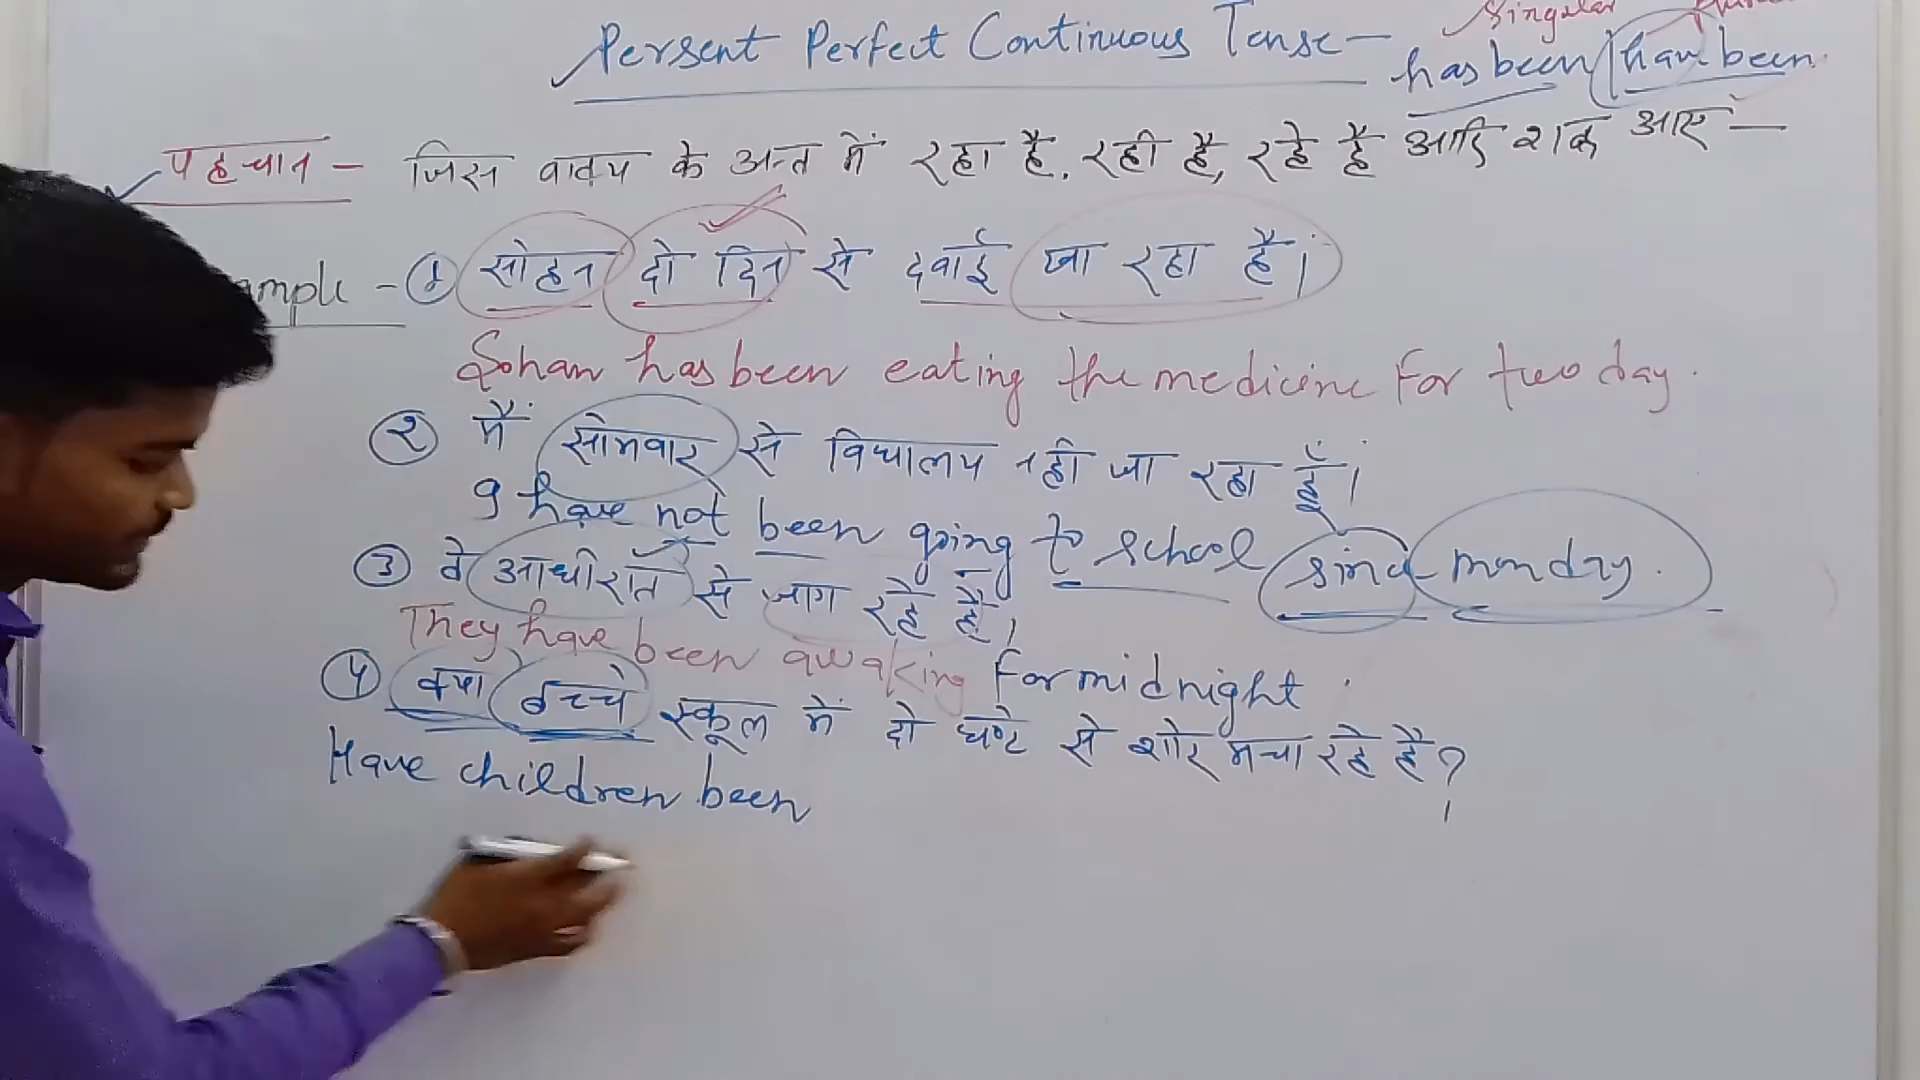 Singular
Persent Perfect Continuous Tense – has been / have been.
पहचान – जिस वाक्य के अन्त में रहा है, रही है, रहे है आदि शब्द आए –
ample – ① सोहन दो दिन से दवाई खा रहा है।
Sohan has been eating the medicine For two day.
② मैं सोमवार से विद्यालय नही जा रहा हूँ।
I have not been going to school since monday.
③ वे आधीरात से जाग रहे है।
They have been awaking for midnight.
④ क्या बच्चे स्कूल में दो घण्टे से शोर मचा रहे है?
Have children been